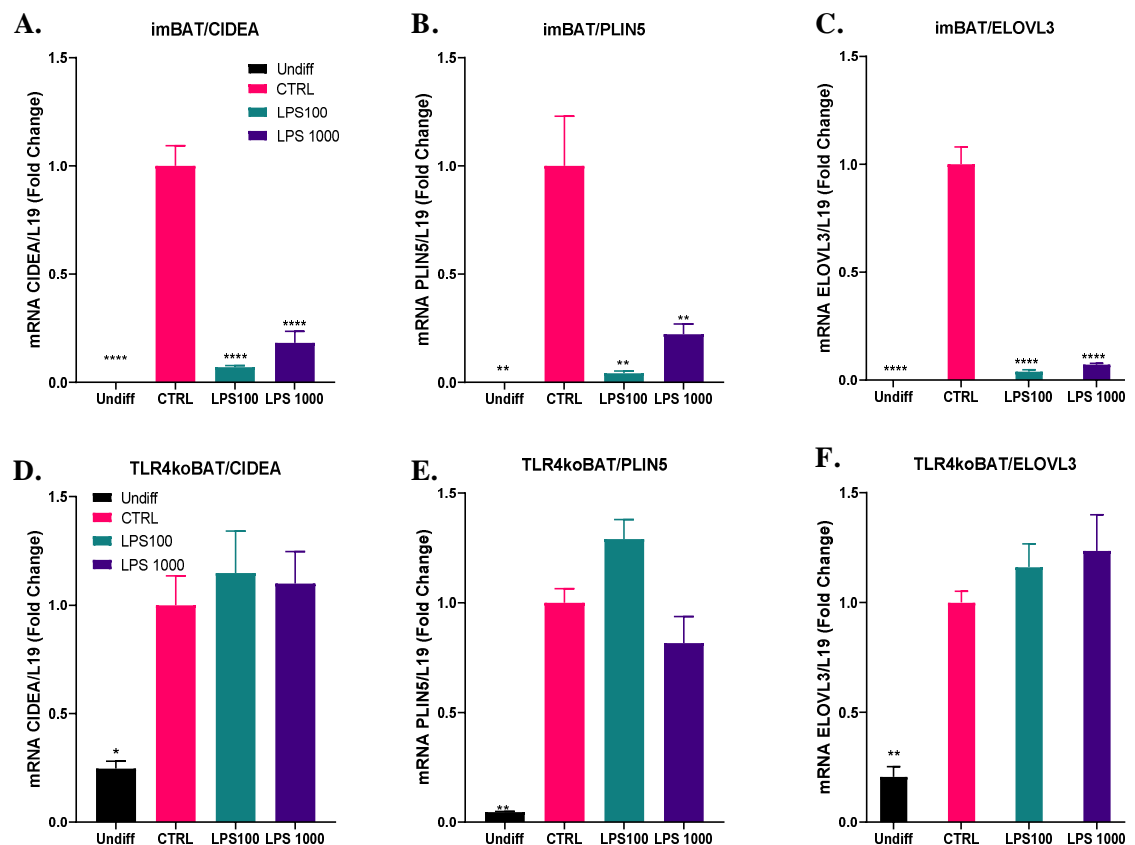 A.
imBAT/CIDEA
mRNA CIDEA/L19 (Fold Change)
1.5
1.0
0.5
0.0
Undiff
CTRL
LPS100
LPS 1000
****
****
****
Undiff CTRL LPS100 LPS 1000
B.
imBAT/PLIN5
mRNA PLIN5/L19 (Fold Change)
1.5
1.0
0.5
0.0
**
**
**
Undiff CTRL LPS100 LPS 1000
C.
imBAT/ELOVL3
mRNA ELOVL3/L19 (Fold Change)
1.5
1.0
0.5
0.0
****
****
****
Undiff CTRL LPS100 LPS 1000
D.
TLR4koBAT/CIDEA
mRNA CIDEA/L19 (Fold Change)
1.5
1.0
0.5
0.0
Undiff
CTRL
LPS100
LPS 1000
*
Undiff CTRL LPS100 LPS 1000
E.
TLR4koBAT/PLIN5
mRNA PLIN5/L19 (Fold Change)
1.5
1.0
0.5
0.0
**
Undiff CTRL LPS100 LPS 1000
F.
TLR4koBAT/ELOVL3
mRNA ELOVL3/L19 (Fold Change)
1.5
1.0
0.5
0.0
**
Undiff CTRL LPS100 LPS 1000